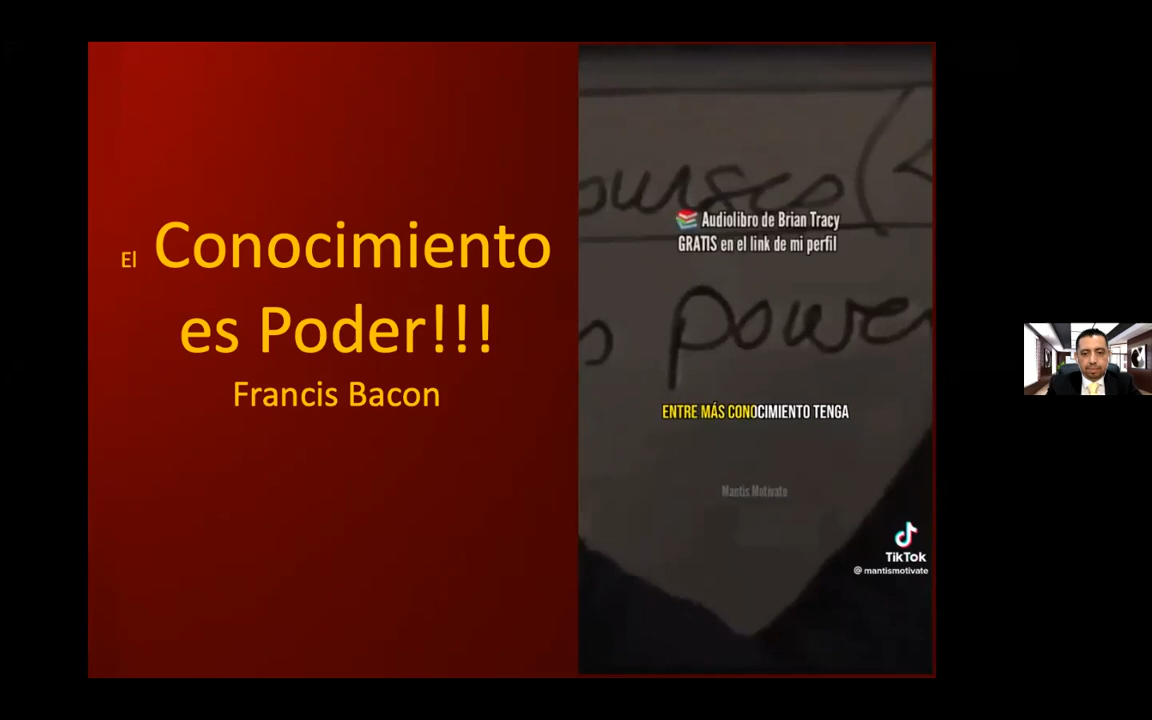 El Conocimiento
es Poder!!!
Francis Bacon
Audiolibro de Brian Tracy
GRATIS en el link de mi perfil
power
ENTRE MÁS CONOCIMIENTO TENGA
Mantis Motivate
TikTok
@ mantismotivate